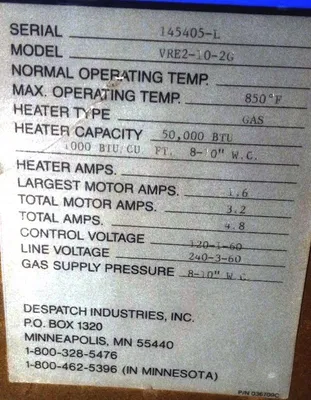 SERIAL 145405-L
MODEL VRE2-10-2G
NORMAL OPERATING TEMP.
MAX. OPERATING TEMP. 850°F
HEATER TYPE GAS
HEATER CAPACITY 50,000 BTU
1000 BTU/CU. FT. 8-10" W.C.
HEATER AMPS.
LARGEST MOTOR AMPS. 1.6
TOTAL MOTOR AMPS. 3.2
TOTAL AMPS. 4.8
CONTROL VOLTAGE 120-1-60
LINE VOLTAGE 240-3-60
GAS SUPPLY PRESSURE 8-10" W.C.
DESPATCH INDUSTRIES, INC.
P.O. BOX 1320
MINNEAPOLIS, MN 55440
1-800-328-5476
1-800-462-5396 (IN MINNESOTA)